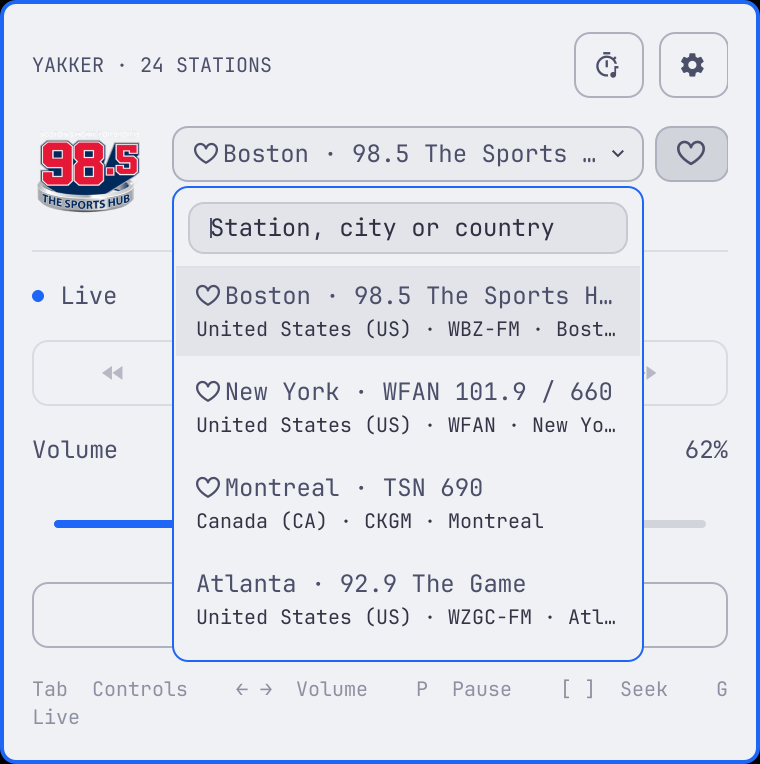 YAKKER · 24 STATIONS
98.5
THE SPORTS HUB
Boston · 98.5 The Sports …
Station, city or country
Boston · 98.5 The Sports H…
United States (US) · WBZ-FM · Bost…
New York · WFAN 101.9 / 660
United States (US) · WFAN · New Yo…
Montreal · TSN 690
Canada (CA) · CKGM · Montreal
Atlanta · 92.9 The Game
United States (US) · WZGC-FM · Atl…
Live
Volume 62%
Tab Controls ← → Volume P Pause [ ] Seek G
Live